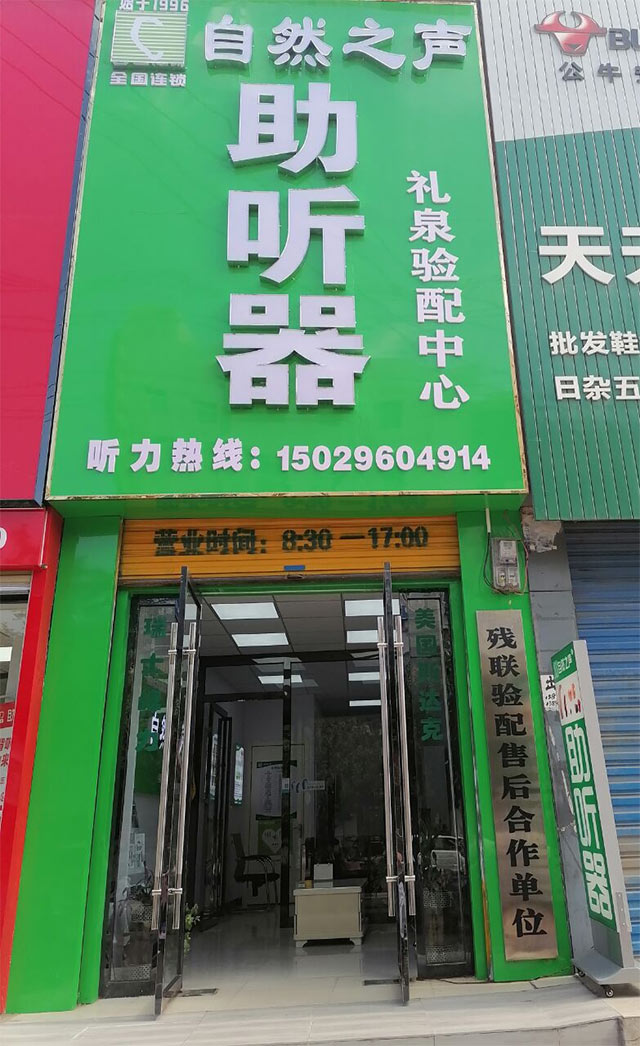 始于1996
全国连锁
自然之声
助听器
礼泉验配中心
听力热线：15029604914
营业时间：8:30—17:00
美国斯达克
残联验配售后合作单位
助听器
公牛
天天
批发鞋
日杂五